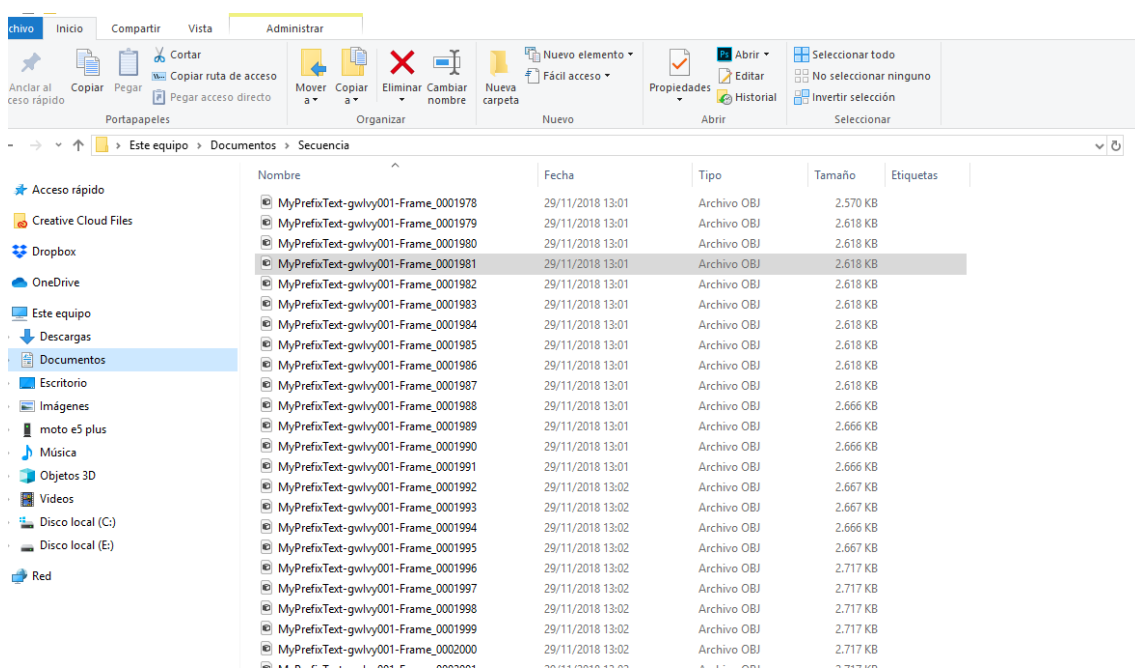 chivo Inicio Compartir Vista Administrar
Anclar al
ceso rápido
Copiar
Pegar
Cortar
Copiar ruta de acceso
Pegar acceso directo
Portapapeles
Mover
a
Copiar
a
Eliminar
Cambiar
nombre
Organizar
Nueva
carpeta
Nuevo elemento
Fácil acceso
Nuevo
Propiedades
Ps Abrir
Editar
Historial
Abrir
Seleccionar todo
No seleccionar ninguno
Invertir selección
Seleccionar
Este equipo > Documentos > Secuencia
Acceso rápido
Creative Cloud Files
Dropbox
OneDrive
Este equipo
Descargas
Documentos
Escritorio
Imágenes
moto e5 plus
Música
Objetos 3D
Videos
Disco local (C:)
Disco local (E:)
Red
Nombre Fecha Tipo Tamaño Etiquetas
MyPrefixText-gwlvy001-Frame_0001978 29/11/2018 13:01 Archivo OBJ 2.570 KB
MyPrefixText-gwlvy001-Frame_0001979 29/11/2018 13:01 Archivo OBJ 2.618 KB
MyPrefixText-gwlvy001-Frame_0001980 29/11/2018 13:01 Archivo OBJ 2.618 KB
MyPrefixText-gwlvy001-Frame_0001981 29/11/2018 13:01 Archivo OBJ 2.618 KB
MyPrefixText-gwlvy001-Frame_0001982 29/11/2018 13:01 Archivo OBJ 2.618 KB
MyPrefixText-gwlvy001-Frame_0001983 29/11/2018 13:01 Archivo OBJ 2.618 KB
MyPrefixText-gwlvy001-Frame_0001984 29/11/2018 13:01 Archivo OBJ 2.618 KB
MyPrefixText-gwlvy001-Frame_0001985 29/11/2018 13:01 Archivo OBJ 2.618 KB
MyPrefixText-gwlvy001-Frame_0001986 29/11/2018 13:01 Archivo OBJ 2.618 KB
MyPrefixText-gwlvy001-Frame_0001987 29/11/2018 13:01 Archivo OBJ 2.618 KB
MyPrefixText-gwlvy001-Frame_0001988 29/11/2018 13:01 Archivo OBJ 2.666 KB
MyPrefixText-gwlvy001-Frame_0001989 29/11/2018 13:01 Archivo OBJ 2.666 KB
MyPrefixText-gwlvy001-Frame_0001990 29/11/2018 13:01 Archivo OBJ 2.666 KB
MyPrefixText-gwlvy001-Frame_0001991 29/11/2018 13:01 Archivo OBJ 2.666 KB
MyPrefixText-gwlvy001-Frame_0001992 29/11/2018 13:02 Archivo OBJ 2.667 KB
MyPrefixText-gwlvy001-Frame_0001993 29/11/2018 13:02 Archivo OBJ 2.667 KB
MyPrefixText-gwlvy001-Frame_0001994 29/11/2018 13:02 Archivo OBJ 2.666 KB
MyPrefixText-gwlvy001-Frame_0001995 29/11/2018 13:02 Archivo OBJ 2.667 KB
MyPrefixText-gwlvy001-Frame_0001996 29/11/2018 13:02 Archivo OBJ 2.717 KB
MyPrefixText-gwlvy001-Frame_0001997 29/11/2018 13:02 Archivo OBJ 2.717 KB
MyPrefixText-gwlvy001-Frame_0001998 29/11/2018 13:02 Archivo OBJ 2.717 KB
MyPrefixText-gwlvy001-Frame_0001999 29/11/2018 13:02 Archivo OBJ 2.717 KB
MyPrefixText-gwlvy001-Frame_0002000 29/11/2018 13:02 Archivo OBJ 2.717 KB